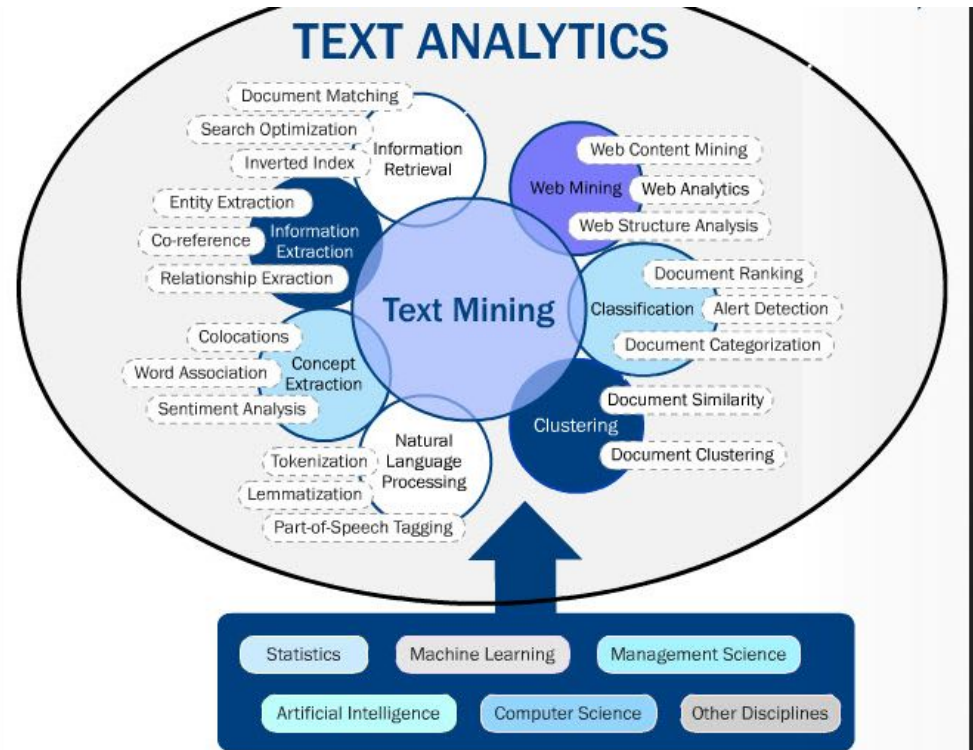 TEXT ANALYTICS
Document Matching
Search Optimization
Inverted Index
Information
Retrieval
Entity Extraction
Co-reference
Relationship Exraction
Information
Extraction
Colocations
Word Association
Sentiment Analysis
Concept
Extraction
Tokenization
Lemmatization
Part-of-Speech Tagging
Natural
Language
Processing
Text Mining
Web Mining
Web Content Mining
Web Analytics
Web Structure Analysis
Classification
Document Ranking
Alert Detection
Document Categorization
Clustering
Document Similarity
Document Clustering
Statistics
Machine Learning
Management Science
Artificial Intelligence
Computer Science
Other Disciplines